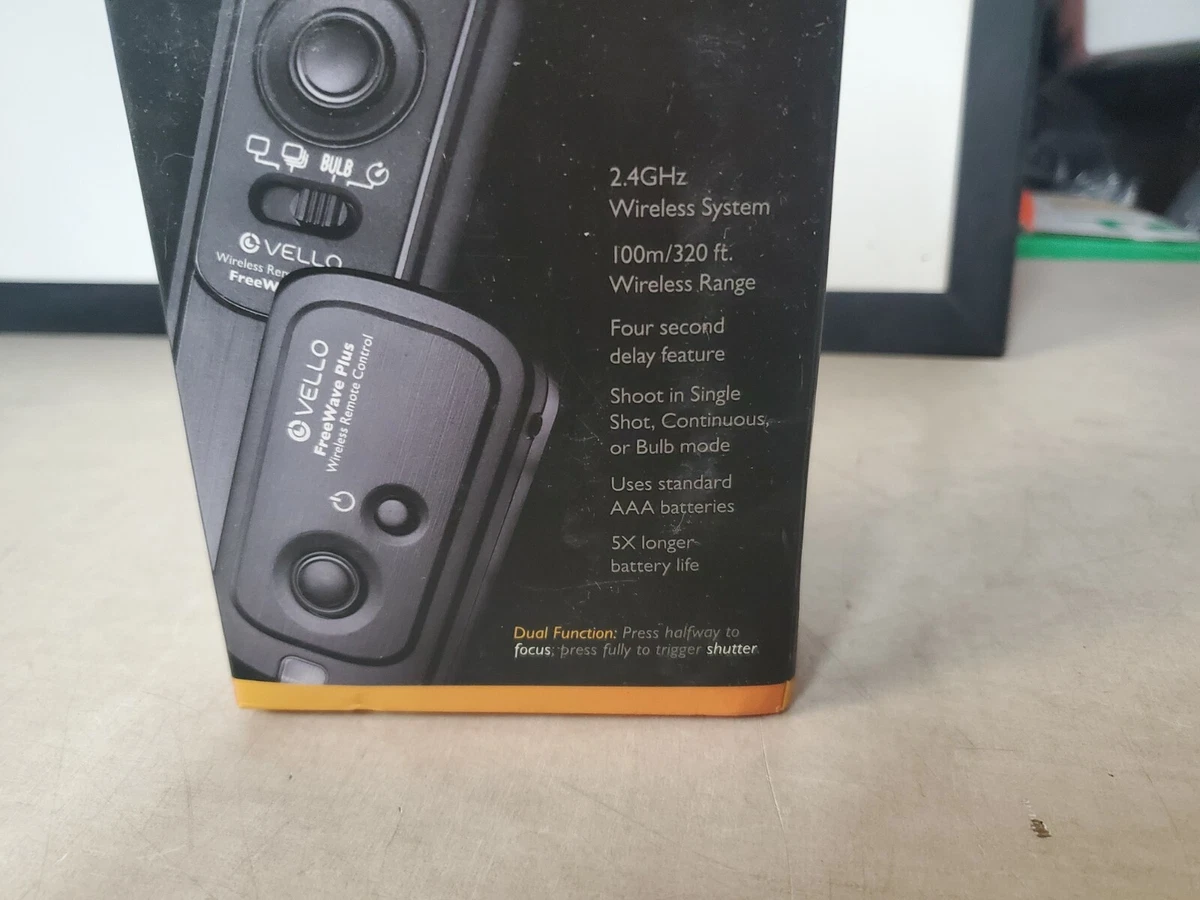 BULB
VELLO
Wireless Rem
FreeW
VELLO
FreeWave Plus
Wireless Remote Control
2.4GHz
Wireless System
100m/320 ft.
Wireless Range
Four second
delay feature
Shoot in Single
Shot, Continuous,
or Bulb mode
Uses standard
AAA batteries
5X longer
battery life
Dual Function: Press halfway to
focus; press fully to trigger shutter.